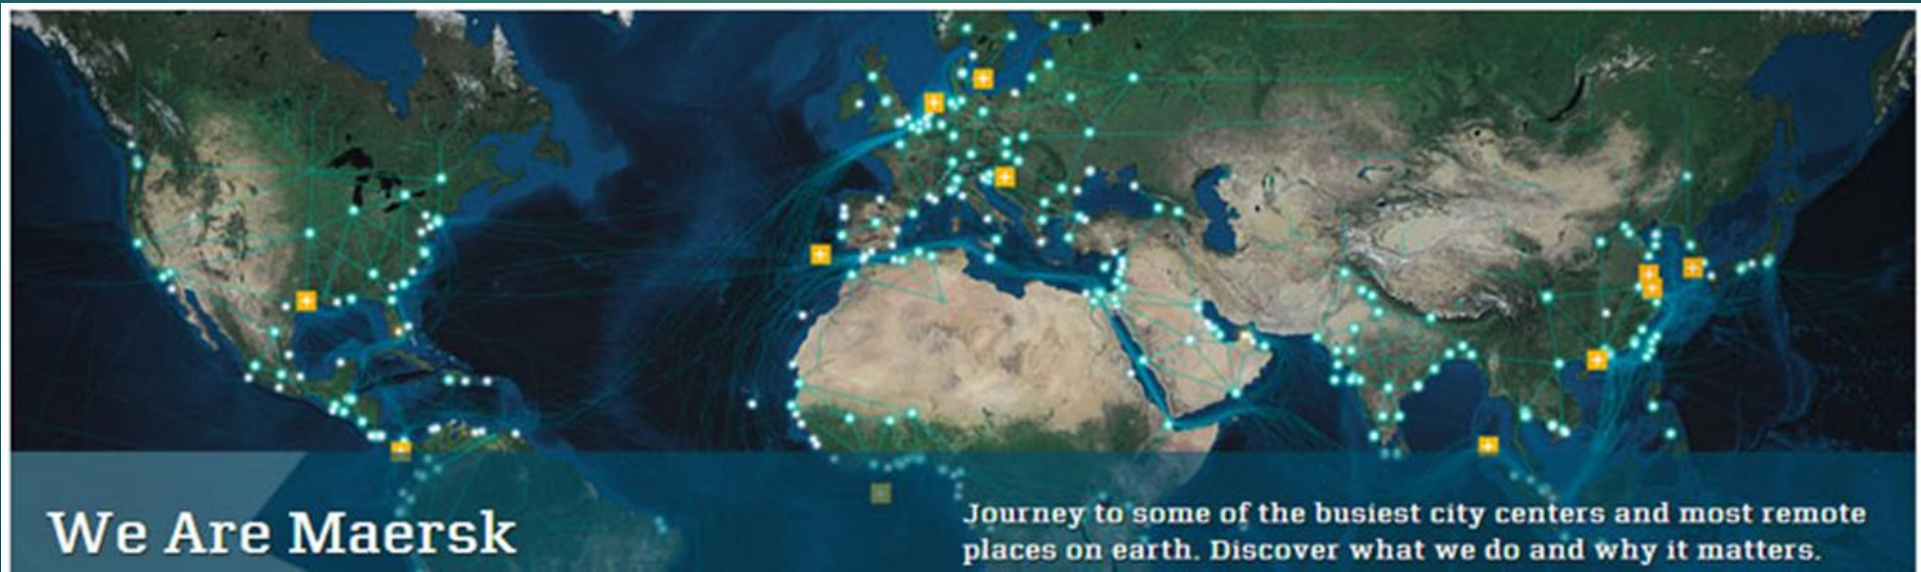 We Are Maersk
Journey to some of the busiest city centers and most remote
places on earth. Discover what we do and why it matters.